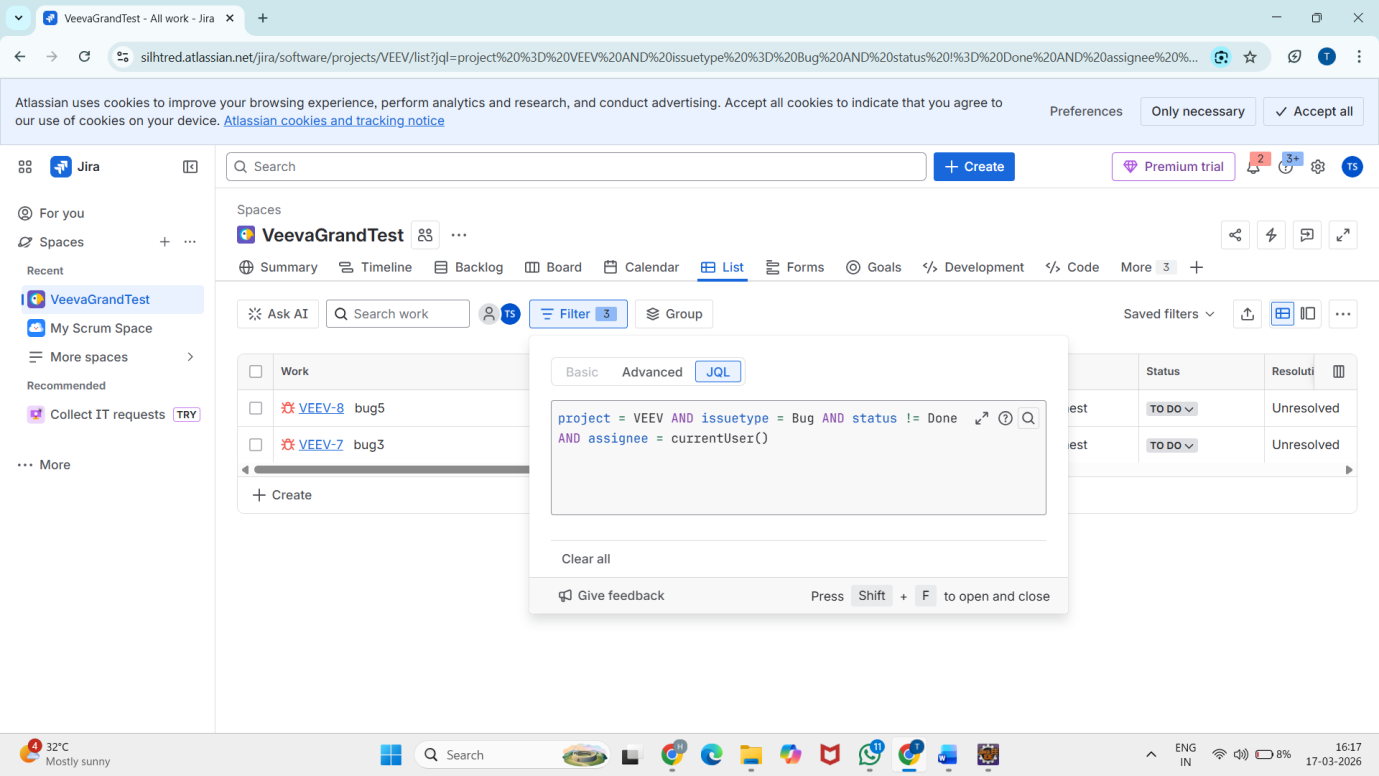 VeevaGrandTest - All work - Jira
silhtred.atlassian.net/jira/software/projects/VEEV/list?jql=project%20%3D%20VEEV%20AND%20issuetype%20%3D%20Bug%20AND%20status%20!%3D%20Done%20AND%20assignee%20%...
T
Atlassian uses cookies to improve your browsing experience, perform analytics and research, and conduct advertising. Accept all cookies to indicate that you agree to
our use of cookies on your device. Atlassian cookies and tracking notice
Preferences
Only necessary
Accept all
Jira
Search
Create
Premium trial
2
3+
TS
For you
Spaces
Recent
VeevaGrandTest
My Scrum Space
More spaces
Recommended
Collect IT requests TRY
More
Spaces
VeevaGrandTest
Summary Timeline Backlog Board Calendar List Forms Goals Development Code More 3
Ask AI
Search work
TS
Filter 3
Group
Saved filters
Work Status Resoluti
VEEV-8 bug5 est TO DO Unresolved
VEEV-7 bug3 est TO DO Unresolved
Create
Basic Advanced JQL
project = VEEV AND issuetype = Bug AND status != Done
AND assignee = currentUser()
Clear all
Give feedback
Press Shift + F to open and close
4
32°C
Mostly sunny
Search
H
11
T
ENG
IN
8%
16:17
17-03-2026